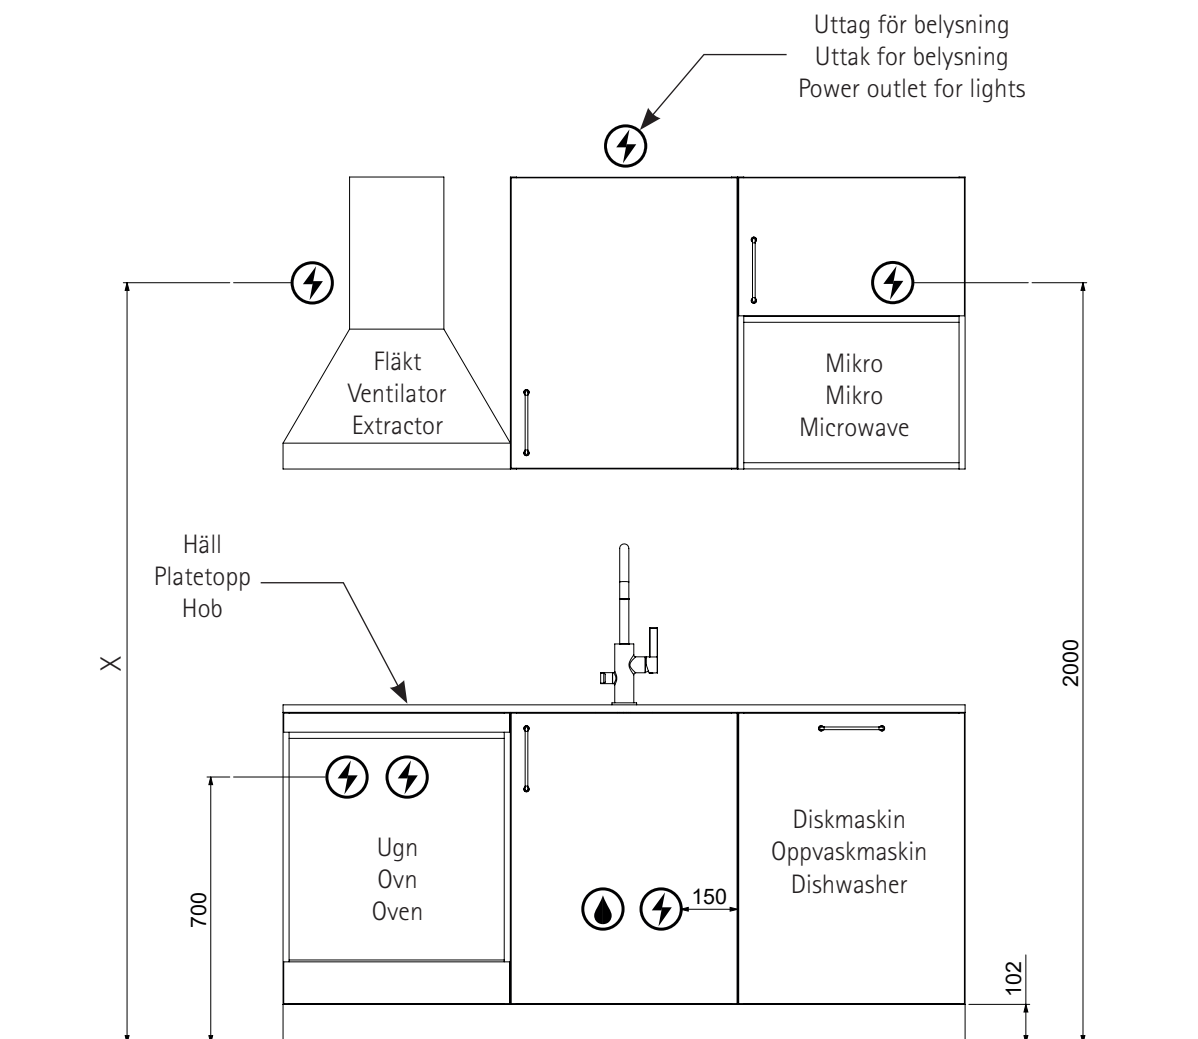 Uttag för belysning
Uttak for belysning
Power outlet for lights
Fläkt
Ventilator
Extractor
Mikro
Mikro
Microwave
Häll
Platetopp
Hob
X
2000
Ugn
Ovn
Oven
700
150
Diskmaskin
Oppvaskmaskin
Dishwasher
102